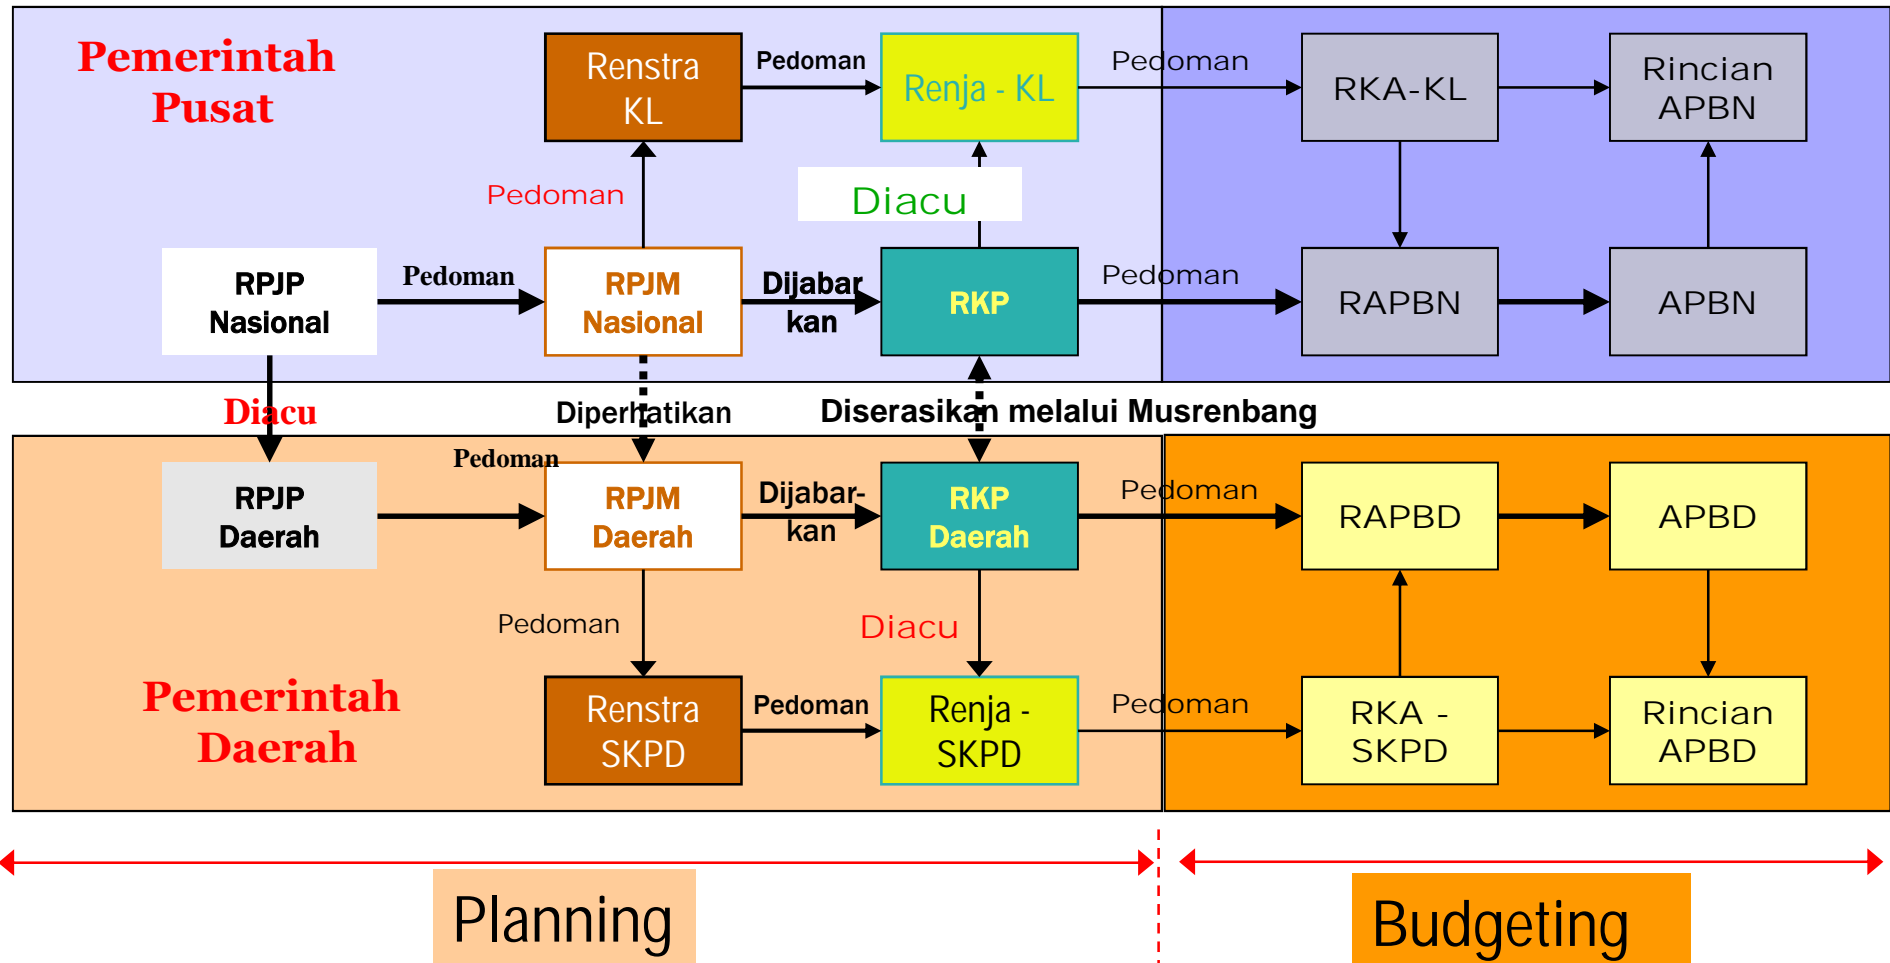 Pemerintah
Pusat
Renstra
KL
Pedoman
Renja - KL
Pedoman
RKA-KL
Rincian
APBN
Pedoman
Diacu
RPJP
Nasional
Pedoman
RPJM
Nasional
Dijabar
kan
RKP
Pedoman
RAPBN
APBN
Diacu
Diperhatikan
Diserasikan melalui Musrenbang
RPJP
Daerah
Pedoman
RPJM
Daerah
Dijabar-
kan
RKP
Daerah
Pedoman
RAPBD
APBD
Pedoman
Diacu
Pemerintah
Daerah
Renstra
SKPD
Pedoman
Renja -
SKPD
Pedoman
RKA -
SKPD
Rincian
APBD
Planning
Budgeting